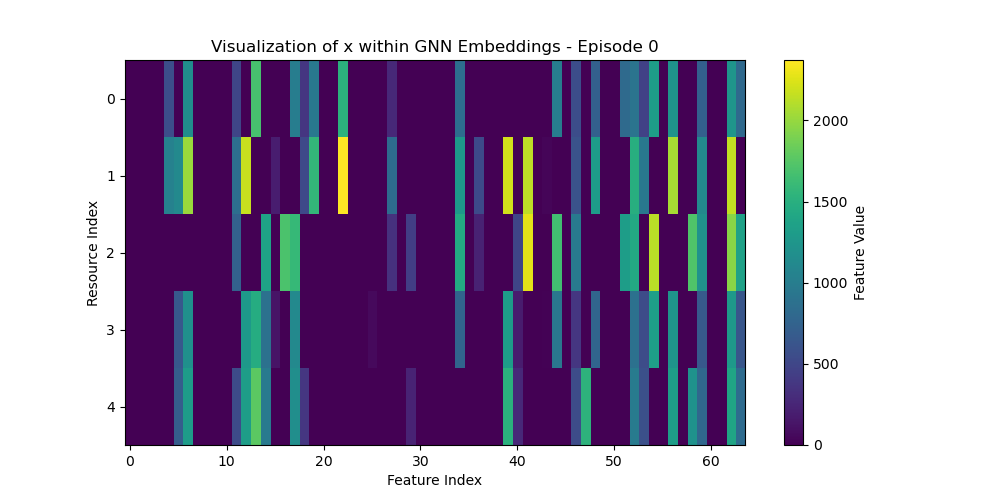 Visualization of x within GNN Embeddings - Episode 0
Resource Index
0
1
2
3
4
0 10 20 30 40 50 60
Feature Index
2000
1500
1000
500
0
Feature Value